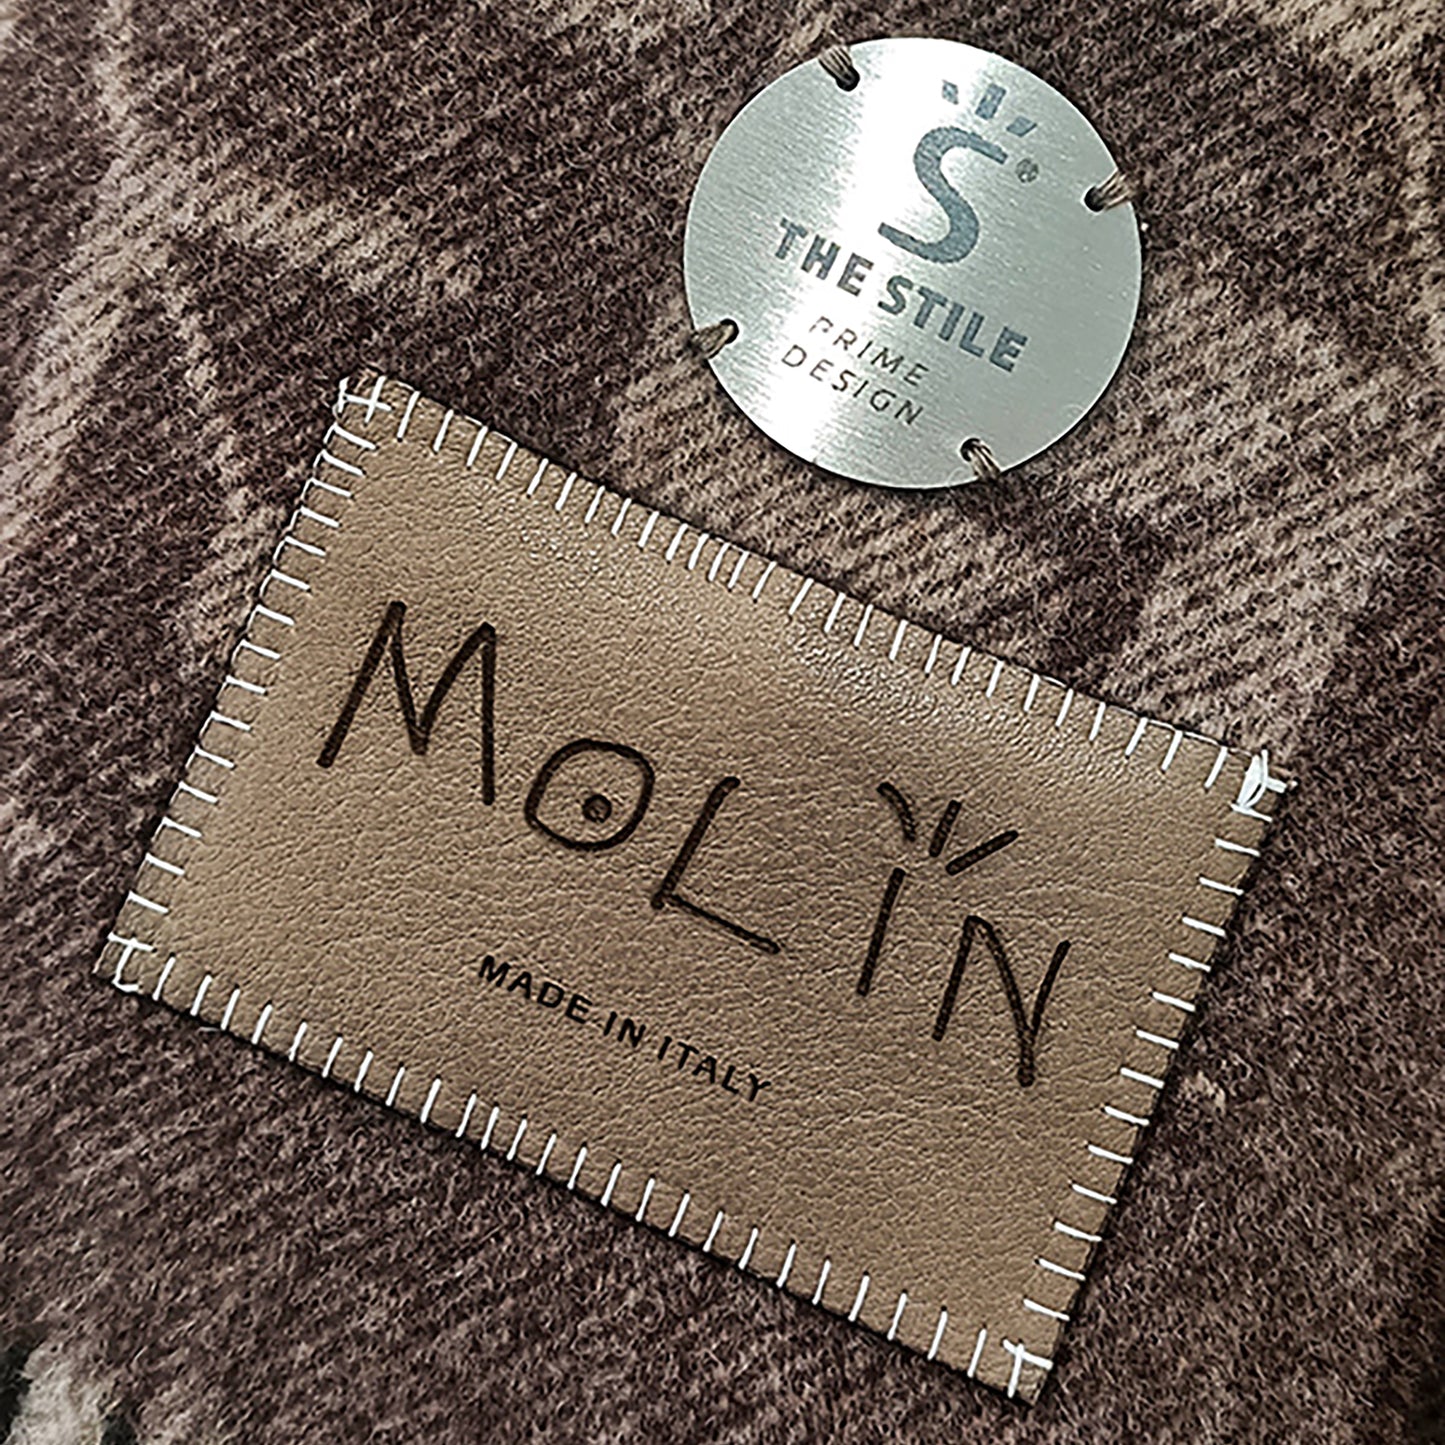 S®
THE STILE
PRIME
DESIGN
MOLIN
MADE IN ITALY